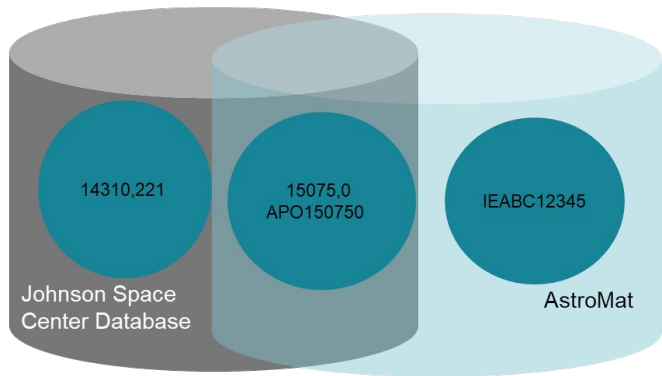 14310,221
15075,0
APO150750
IEABC12345
Johnson Space
Center Database
AstroMat